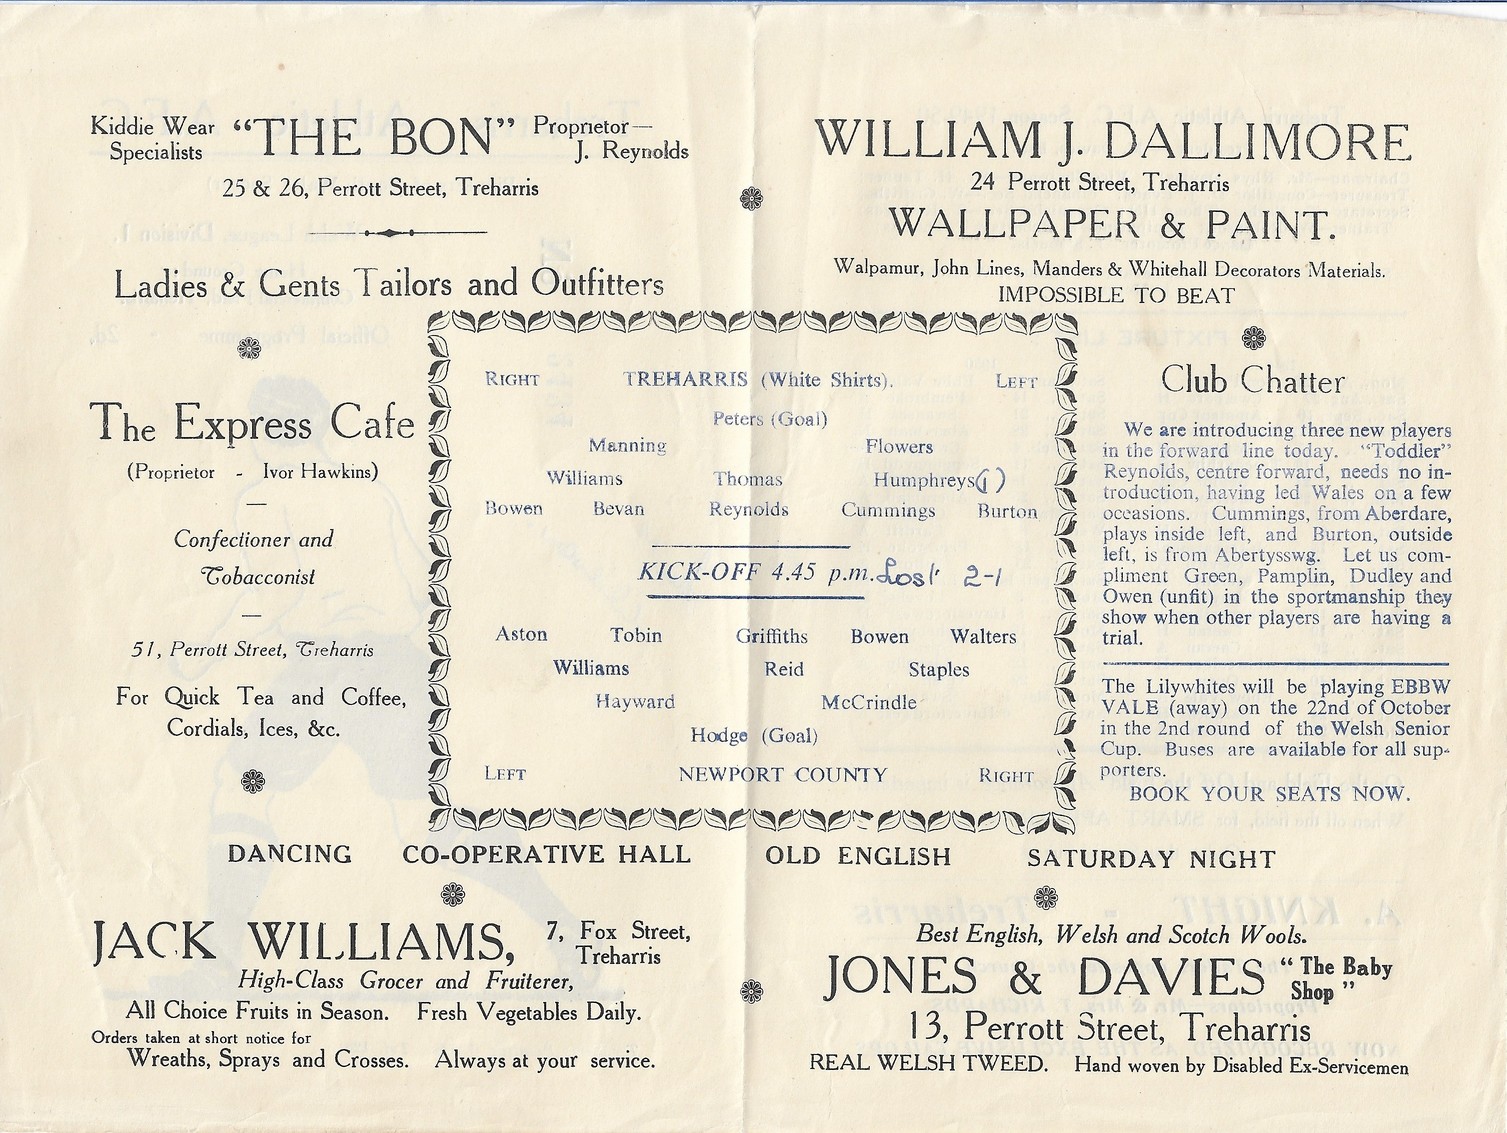 Kiddie Wear Specialists "THE BON" Proprietor— J. Reynolds
25 & 26, Perrott Street, Treharris
Ladies & Gents Tailors and Outfitters
WILLIAM J. DALLIMORE
24 Perrott Street, Treharris
WALLPAPER & PAINT.
Walpamur, John Lines, Manders & Whitehall Decorators Materials.
IMPOSSIBLE TO BEAT
The Express Cafe
(Proprietor - Ivor Hawkins)
Confectioner and
Tobacconist
51, Perrott Street, Treharris
For Quick Tea and Coffee,
Cordials, Ices, &c.
RIGHT TREHARRIS (White Shirts). LEFT
Peters (Goal)
Manning Flowers
Williams Thomas Humphreys (1)
Bowen Bevan Reynolds Cummings Burton
KICK-OFF 4.45 p.m. Lost 2-1
Aston Tobin Griffiths Bowen Walters
Williams Reid Staples
Hayward McCrindle
Hodge (Goal)
LEFT NEWPORT COUNTY RIGHT
Club Chatter
We are introducing three new players
in the forward line today. "Toddler"
Reynolds, centre forward, needs no in-
troduction, having led Wales on a few
occasions. Cummings, from Aberdare,
plays inside left, and Burton, outside
left, is from Abertysswg. Let us com-
pliment Green, Pamplin, Dudley and
Owen (unfit) in the sportmanship they
show when other players are having a
trial.
The Lilywhites will be playing EBBW
VALE (away) on the 22nd of October
in the 2nd round of the Welsh Senior
Cup. Buses are available for all sup-
porters.
BOOK YOUR SEATS NOW.
DANCING CO-OPERATIVE HALL OLD ENGLISH SATURDAY NIGHT
JACK WILLIAMS, 7, Fox Street, Treharris
High-Class Grocer and Fruiterer,
All Choice Fruits in Season. Fresh Vegetables Daily.
Orders taken at short notice for
Wreaths, Sprays and Crosses. Always at your service.
Best English, Welsh and Scotch Wools.
JONES & DAVIES "The Baby Shop"
13, Perrott Street, Treharris
REAL WELSH TWEED. Hand woven by Disabled Ex-Servicemen